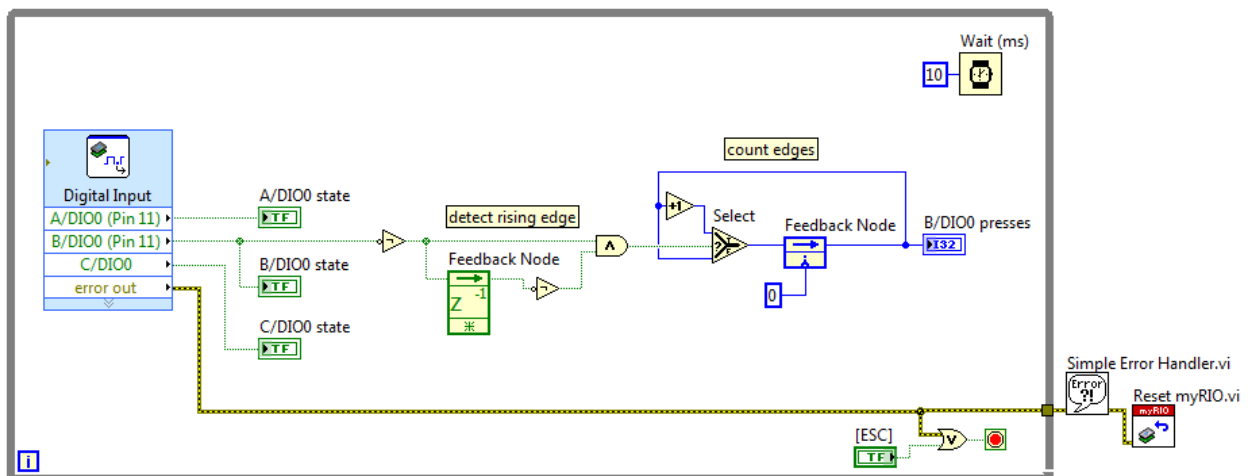 Wait (ms)
10
count edges
Digital Input
A/DIO0 (Pin 11)
B/DIO0 (Pin 11)
C/DIO0
error out
A/DIO0 state
TF
B/DIO0 state
TF
C/DIO0 state
TF
detect rising edge
Feedback Node
Z -1
+1
Select
?
F
Feedback Node
0
B/DIO0 presses
I32
[ESC]
TF
V
i
Simple Error Handler.vi
Error
?!
Reset myRIO.vi
myRIO